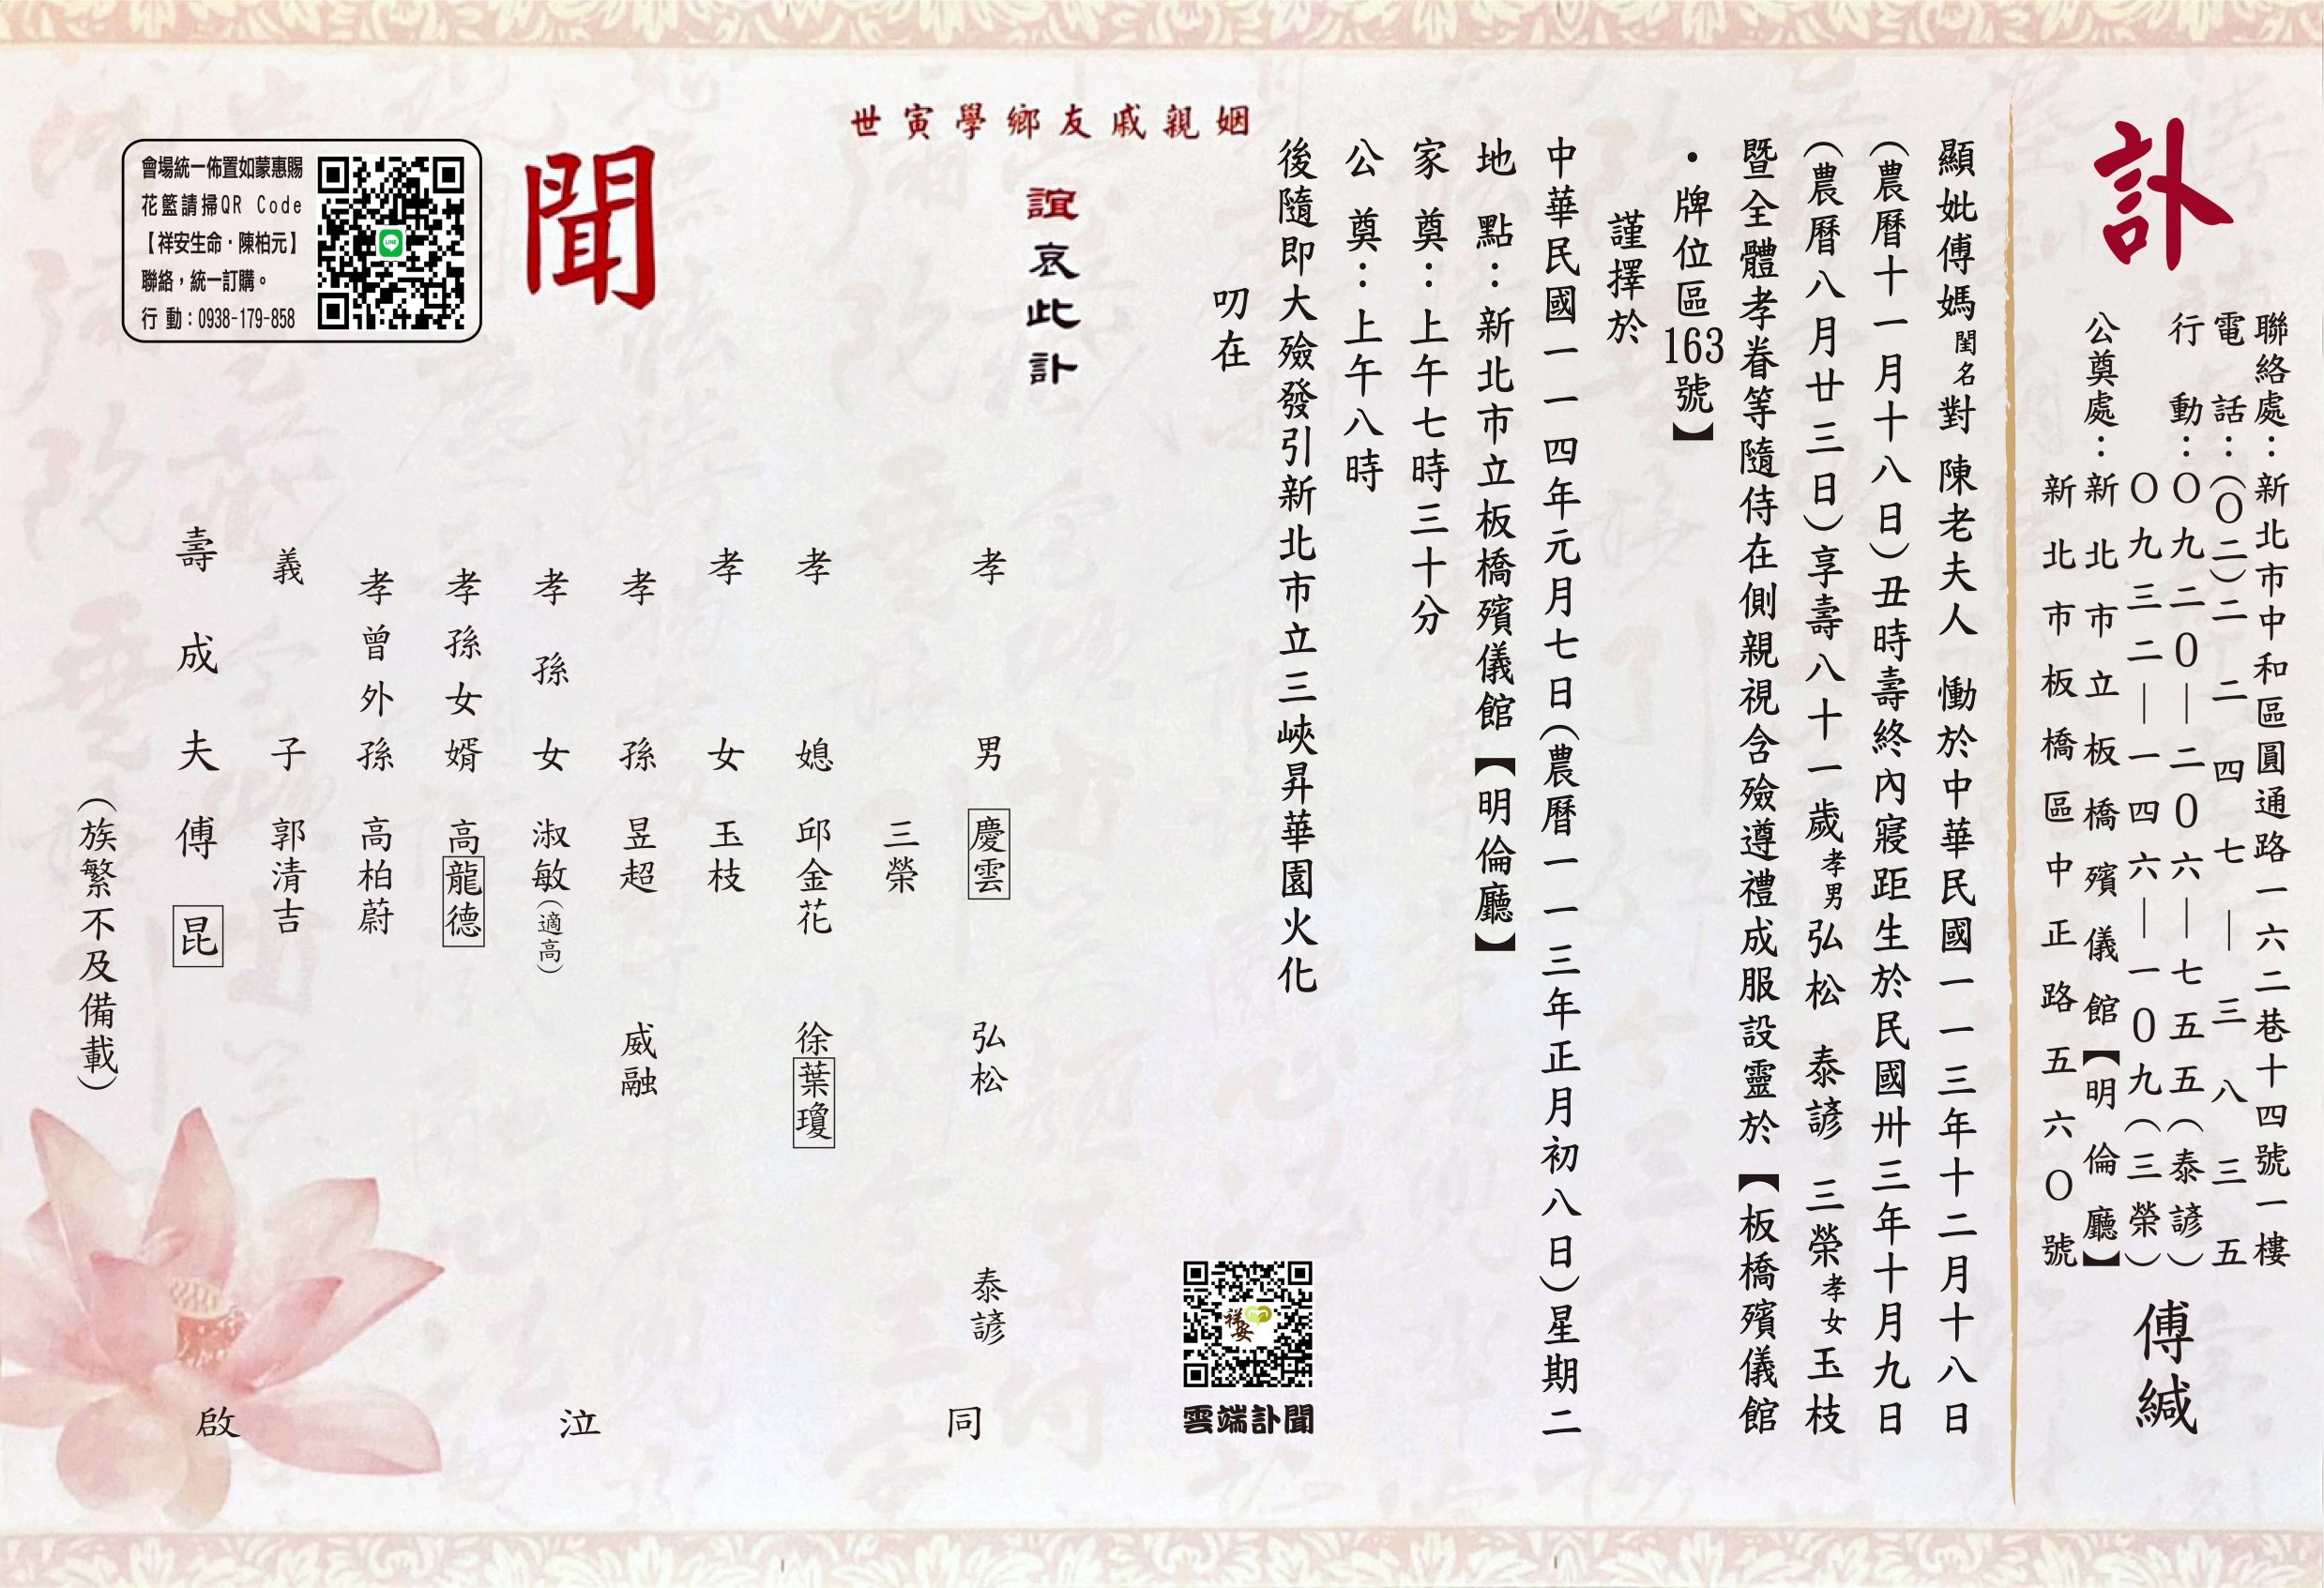 訃
聯絡處：新北市中和區圓通路一六二巷十四號一樓
電　話：(〇二)二二四七｜三八三五
行　動：〇九二〇｜二〇六｜七五五(泰諺)
〇九三二｜一四六｜一〇九(三榮)
公奠處：新北市立板橋殯儀館【明倫廳】
新北市板橋區中正路五六〇號
傅緘
顯妣傅媽閨名對 陳老夫人 慟於中華民國一一三年十二月十八日
(農曆十一月十八日)丑時壽終內寢距生於民國卅三年十月九日
(農曆八月廿三日)享壽八十一歲孝男弘松 泰諺 三榮孝女玉枝
暨全體孝眷等隨侍在側親視含殮遵禮成服設靈於【板橋殯儀館
・牌位區163號】
謹擇於
中華民國一一四年元月七日(農曆一一三年正月初八日)星期二
地　點：新北市立板橋殯儀館【明倫廳】
家　奠：上午七時三十分
公　奠：上午八時
後隨即大殮發引新北市立三峽昇華園火化
叨在
世寅學鄉友戚親姻
誼哀此訃
聞
雲端訃聞
孝男 慶雲 弘松 泰諺
三榮
孝媳 邱金花 徐葉瓊
孝女 玉枝
孝孫 昱超 威融
孝孫女 淑敏(適高)
孝孫女婿 高龍德
孝曾外孫 高柏蔚
義子 郭清吉
壽成夫 傅昆
(族繁不及備載)
同泣啟
會場統一佈置如蒙惠賜
花籃請掃QR Code
【祥安生命・陳柏元】
聯絡，統一訂購。
行 動：0938-179-858
LINE
祥安